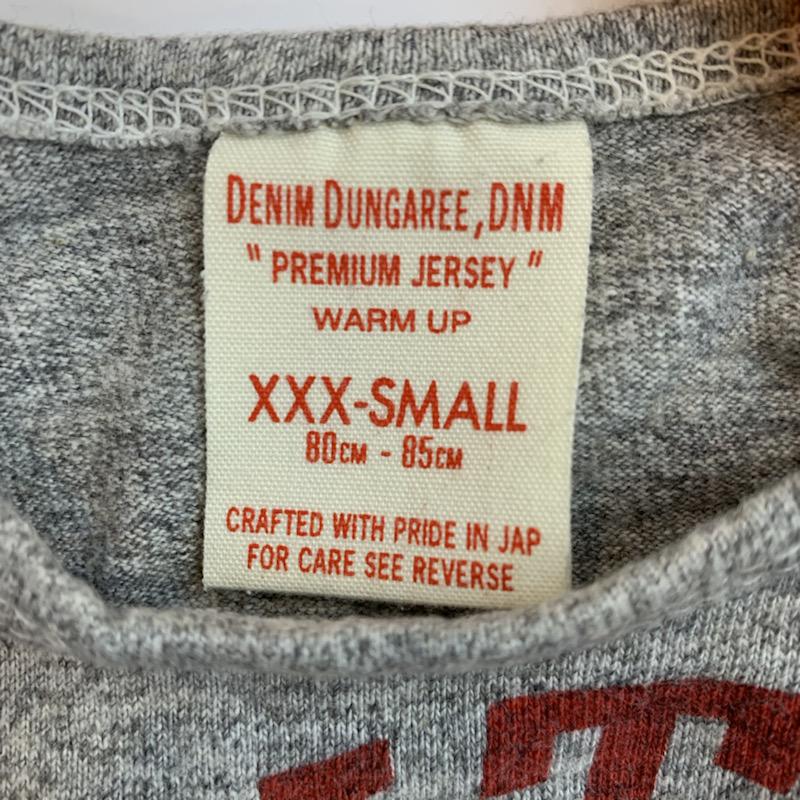 DENIM DUNGAREE, DNM
" PREMIUM JERSEY "
WARM UP
XXX-SMALL
80CM - 85CM
CRAFTED WITH PRIDE IN JAP
FOR CARE SEE REVERSE